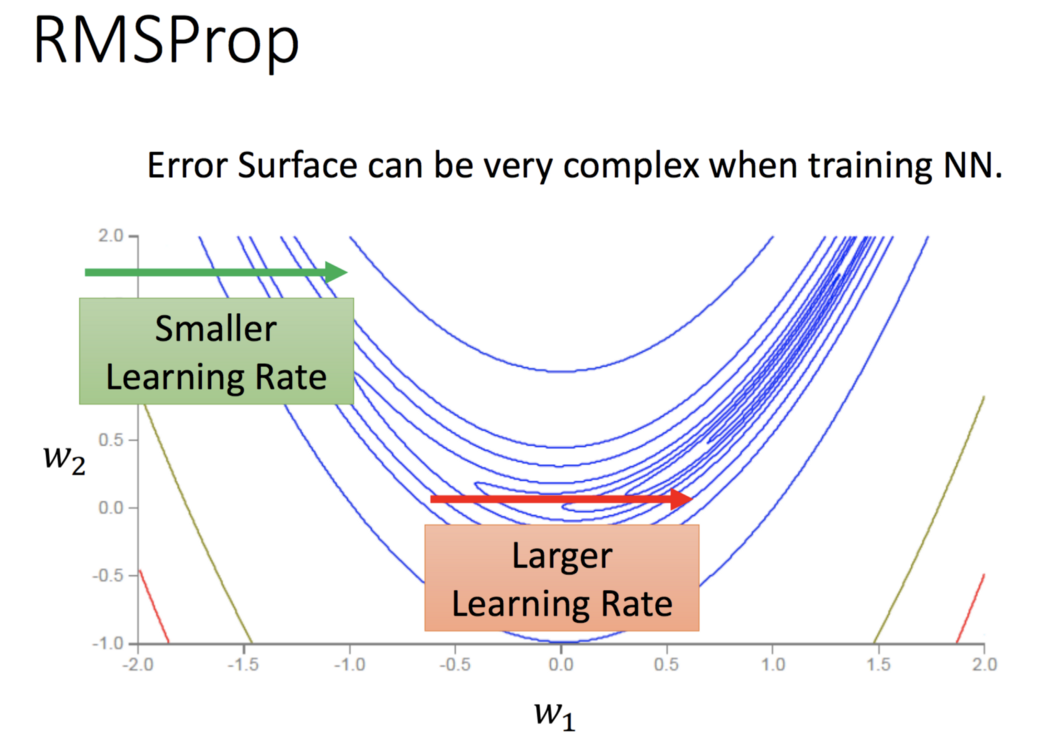 RMSProp
Error Surface can be very complex when training NN.
2.0
Smaller
Learning Rate
0.5
w₂
0.0
Larger
Learning Rate
-0.5
-1.0
-2.0 -1.5 -1.0 -0.5 0.0 0.5 1.0 1.5 2.0
w₁